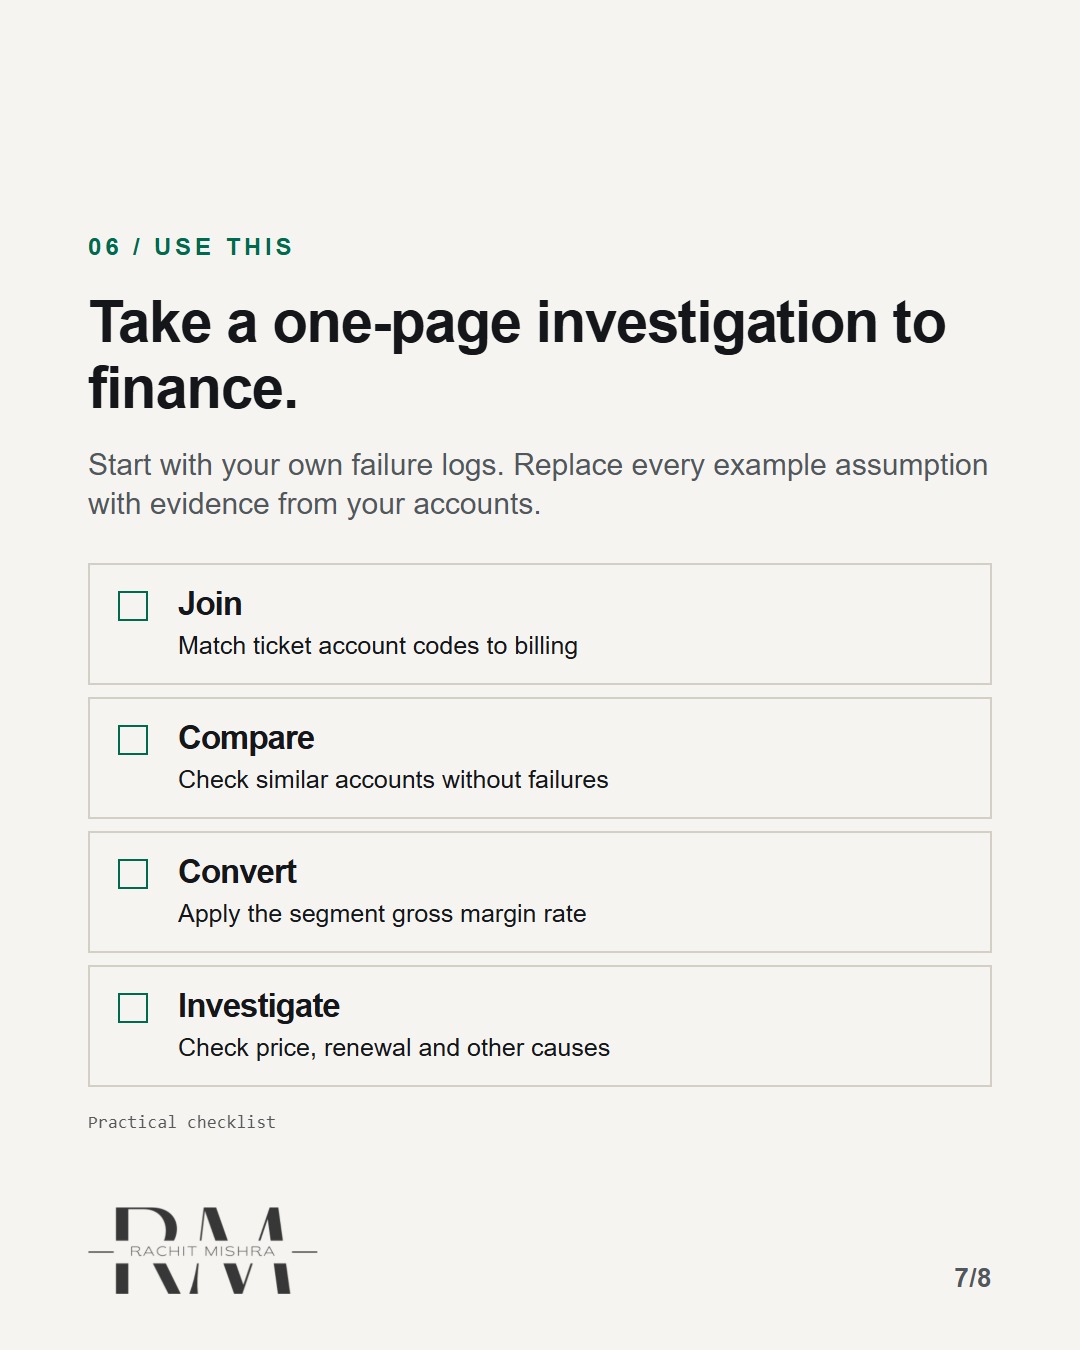 06 / USE THIS
Take a one-page investigation to
finance.
Start with your own failure logs. Replace every example assumption
with evidence from your accounts.
Join
Match ticket account codes to billing
Compare
Check similar accounts without failures
Convert
Apply the segment gross margin rate
Investigate
Check price, renewal and other causes
Practical checklist
RM
RACHIT MISHRA
7/8